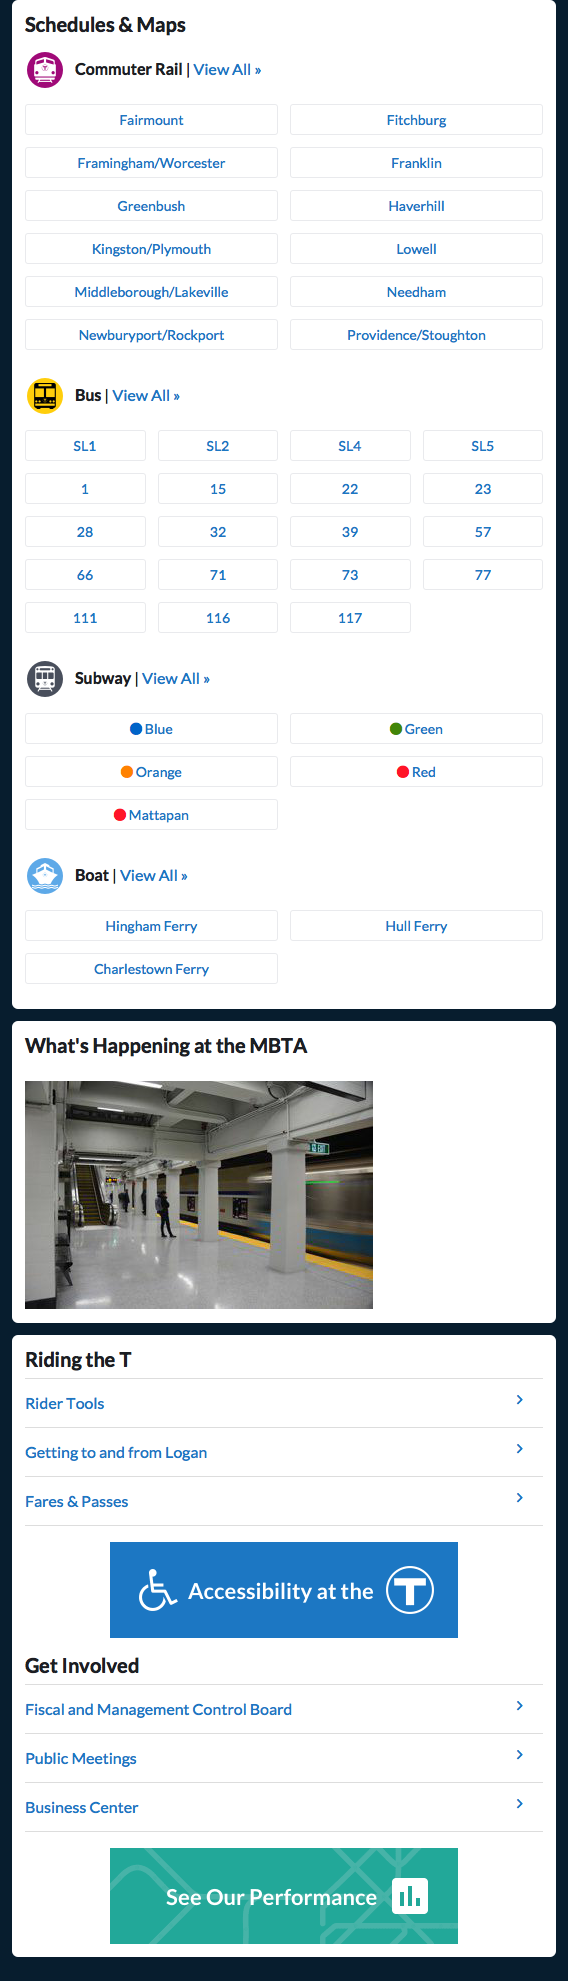 Schedules & Maps
Commuter Rail | View All »
Fairmount
Fitchburg
Framingham/Worcester
Franklin
Greenbush
Haverhill
Kingston/Plymouth
Lowell
Middleborough/Lakeville
Needham
Newburyport/Rockport
Providence/Stoughton
Bus | View All »
SL1
SL2
SL4
SL5
1
15
22
23
28
32
39
57
66
71
73
77
111
116
117
Subway | View All »
Blue
Green
Orange
Red
Mattapan
Boat | View All »
Hingham Ferry
Hull Ferry
Charlestown Ferry
What's Happening at the MBTA
EXIT
Riding the T
Rider Tools
Getting to and from Logan
Fares & Passes
Accessibility at the T
Get Involved
Fiscal and Management Control Board
Public Meetings
Business Center
See Our Performance